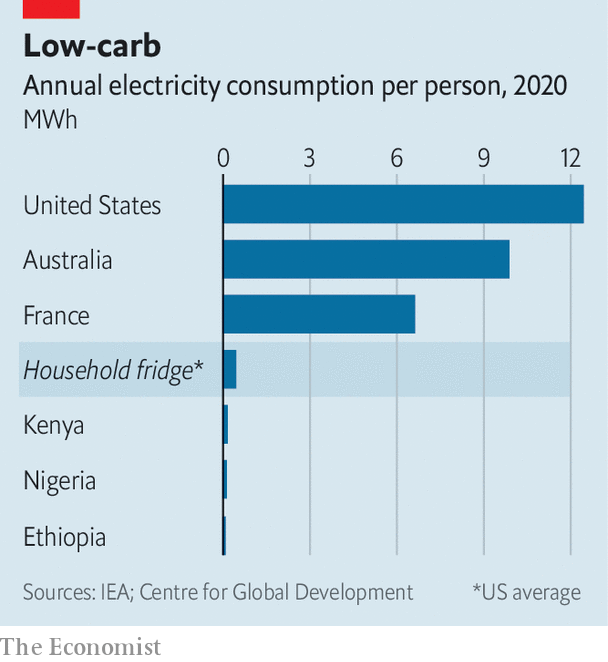 Low-carb
Annual electricity consumption per person, 2020
MWh
0 3 6 9 12
United States
Australia
France
Household fridge*
Kenya
Nigeria
Ethiopia
Sources: IEA; Centre for Global Development *US average
The Economist